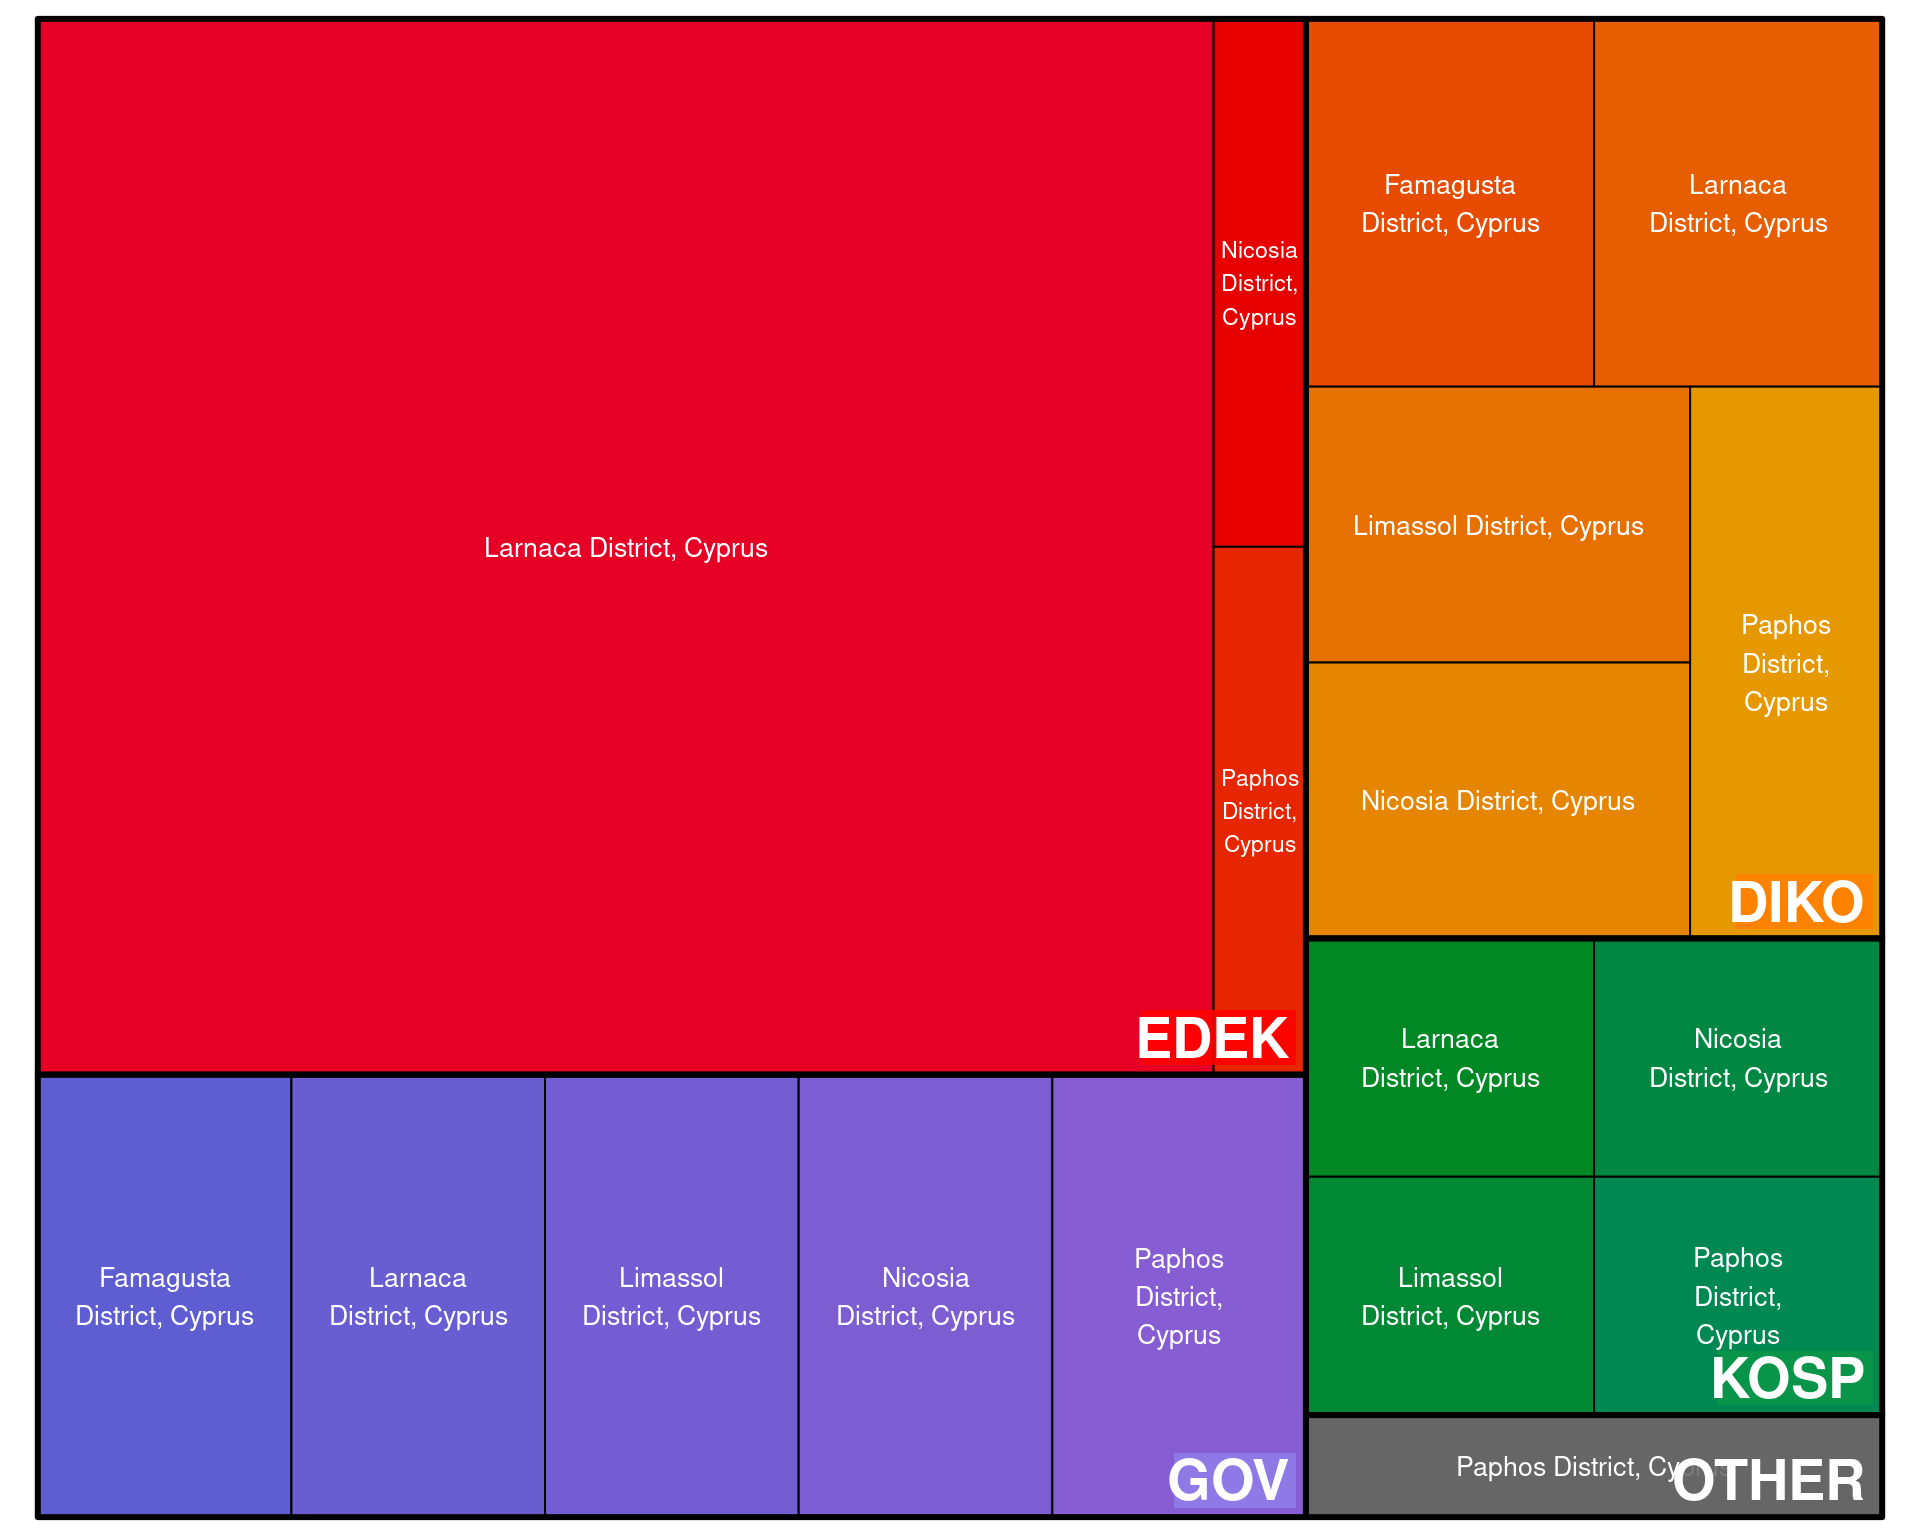 Larnaca District, Cyprus
Nicosia
District,
Cyprus
Paphos
District,
Cyprus
EDEK
Famagusta
District, Cyprus
Larnaca
District, Cyprus
Limassol District, Cyprus
Nicosia District, Cyprus
Paphos
District,
Cyprus
DIKO
Famagusta
District, Cyprus
Larnaca
District, Cyprus
Limassol
District, Cyprus
Nicosia
District, Cyprus
Paphos
District,
Cyprus
GOV
Larnaca
District, Cyprus
Nicosia
District, Cyprus
Limassol
District, Cyprus
Paphos
District,
Cyprus
KOSP
Paphos District, Cyprus
OTHER